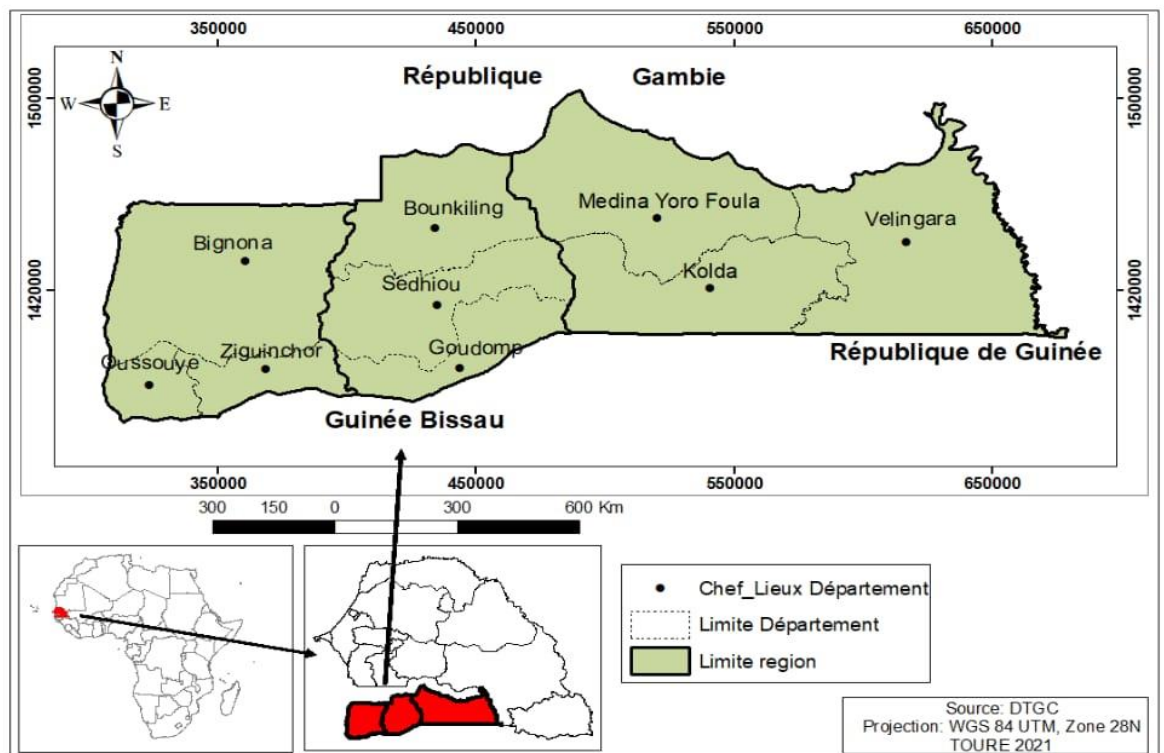 350000 450000 550000 650000
N
W E
S
République Gambie
1500000 1500000
Bounkiling
Medina Yoro Foula
Velingara
Bignona
Sédhiou
Kolda
1420000 1420000
Oussouye
Ziguinchor
Goudomp
République de Guinée
Guinée Bissau
350000 450000 550000 650000
300 150 0 300 600 Km
Chef_Lieux Département
Limite Département
Limite region
Source: DTGC
Projection: WGS 84 UTM, Zone 28N
TOURE 2021